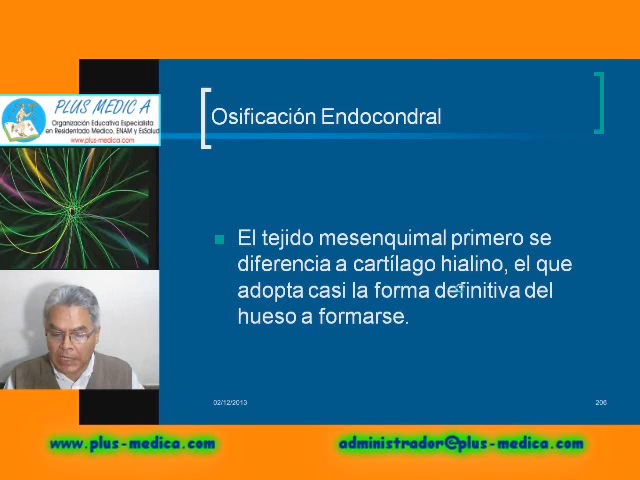 PLUS MEDIC A
Organización Educativa Especialista
en Residentado Medico, ENAM y EsSalud
www.plus-medica.com
Osificación Endocondral
El tejido mesenquimal primero se
diferencia a cartílago hialino, el que
adopta casi la forma definitiva del
hueso a formarse.
02/12/2013
206
www.plus-medica.com
administrador@plus-medica.com